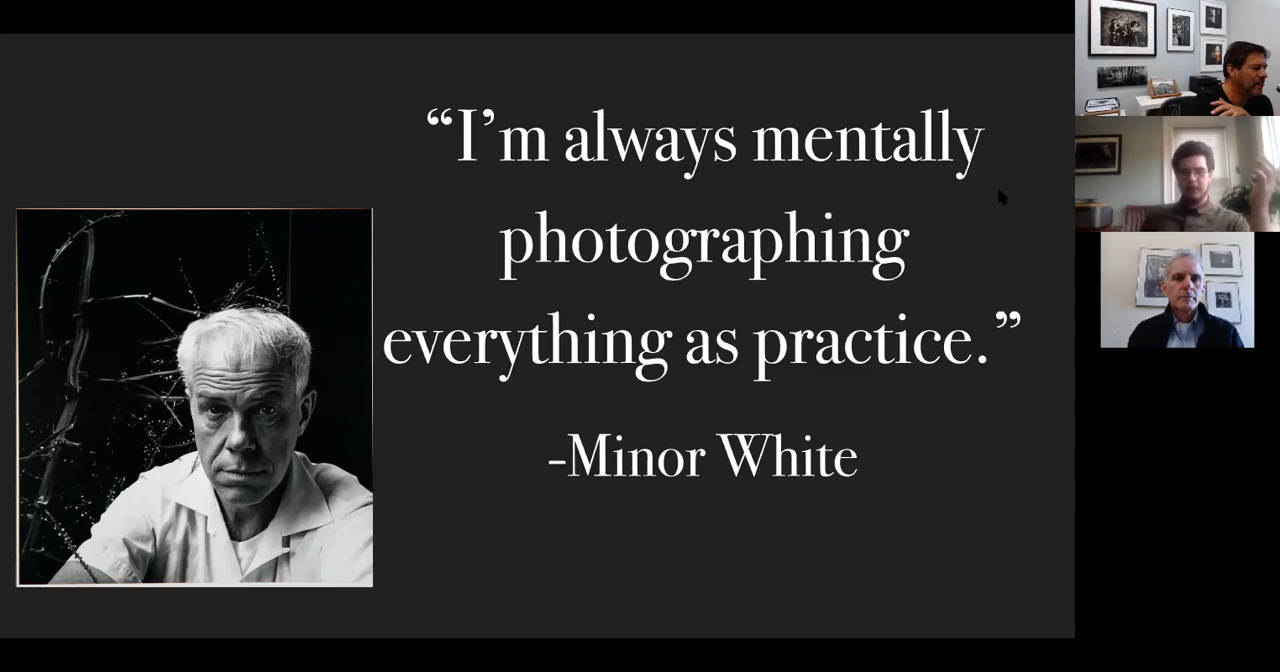 “I’m always mentally
photographing
everything as practice.”
-Minor White